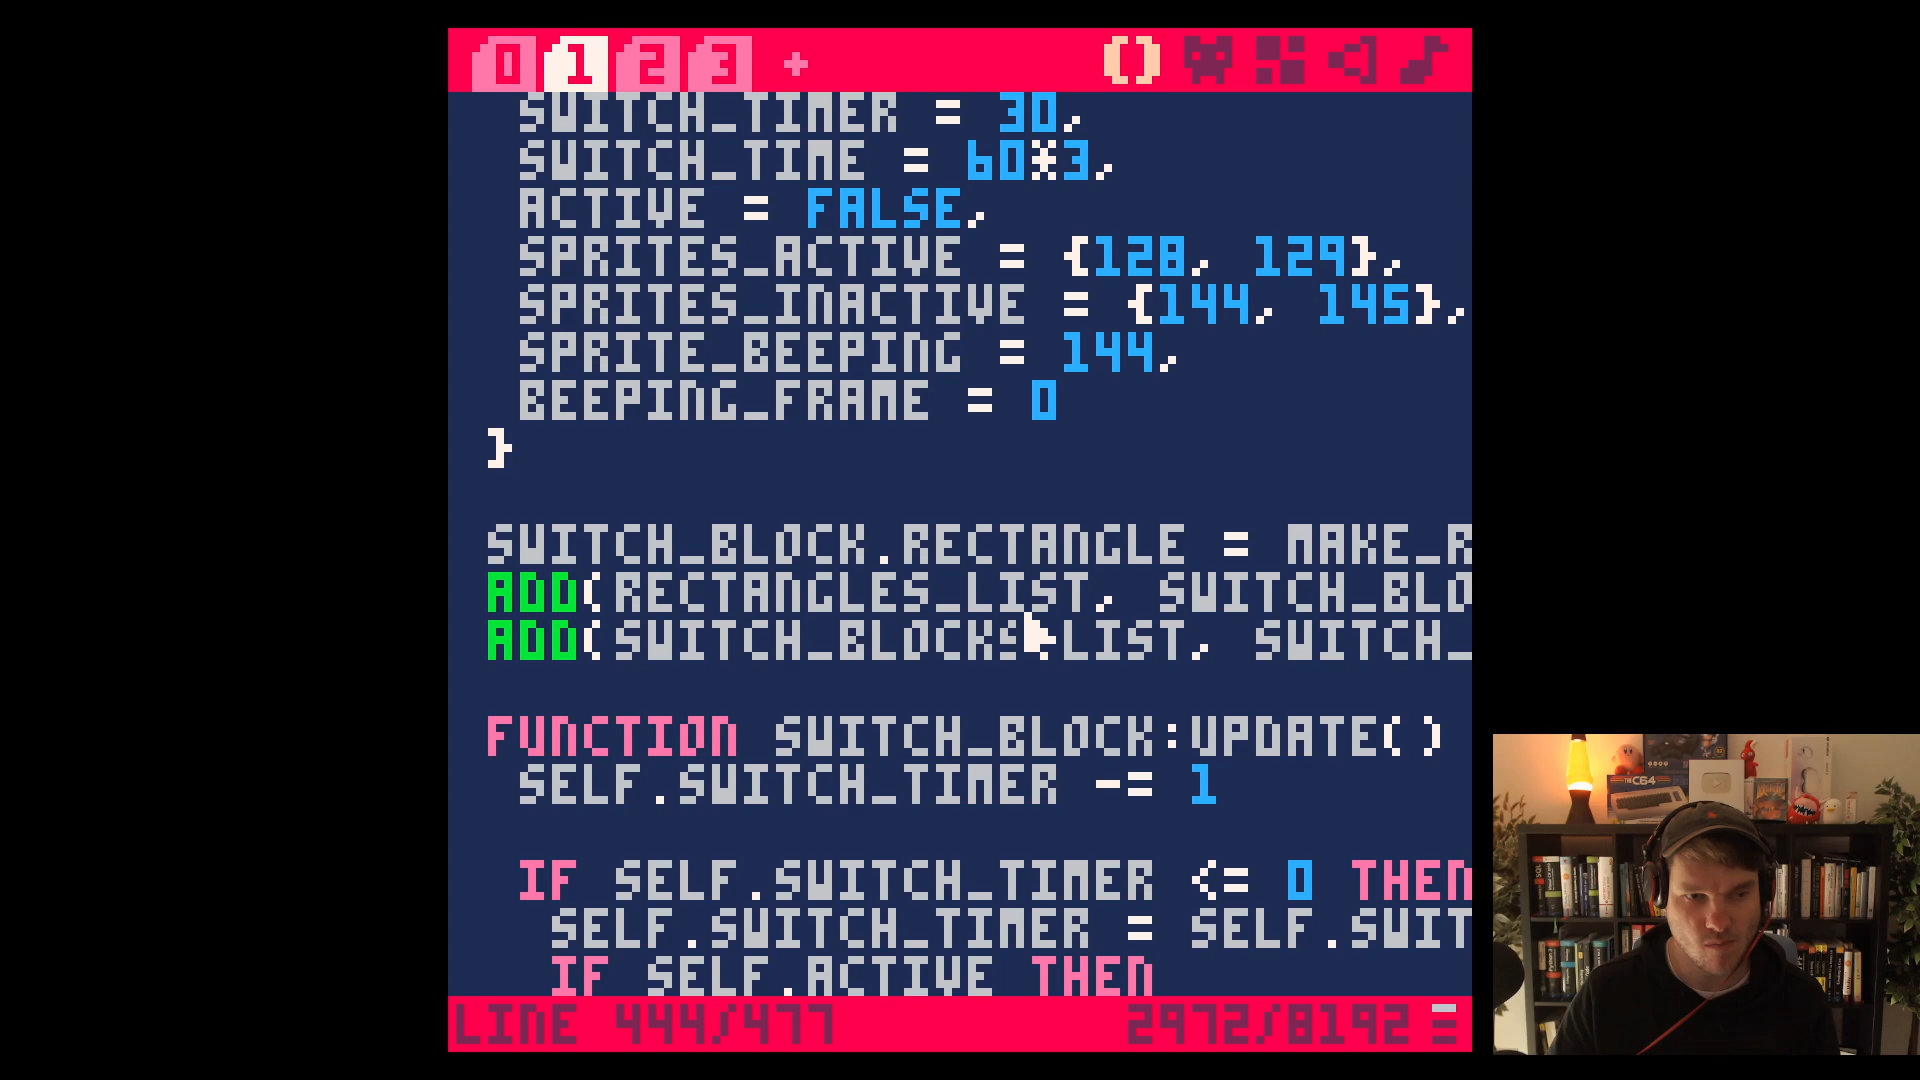 0 1 2 3 +
SWITCH_TIMER = 30,
SWITCH_TIME = 60*3,
ACTIVE = FALSE,
SPRITES_ACTIVE = {128, 129},
SPRITES_INACTIVE = {144, 145},
SPRITE_BEEPING = 144,
BEEPING_FRAME = 0
}
SWITCH_BLOCK.RECTANGLE = MAKE_R
ADD(RECTANGLES_LIST, SWITCH_BLO
ADD(SWITCH_BLOCKS_LIST, SWITCH_
FUNCTION SWITCH_BLOCK:UPDATE()
SELF.SWITCH_TIMER -= 1
IF SELF.SWITCH_TIMER <= 0 THEN
SELF.SWITCH_TIMER = SELF.SWIT
IF SELF.ACTIVE THEN
LINE 444/477
2972/8192
THEC64